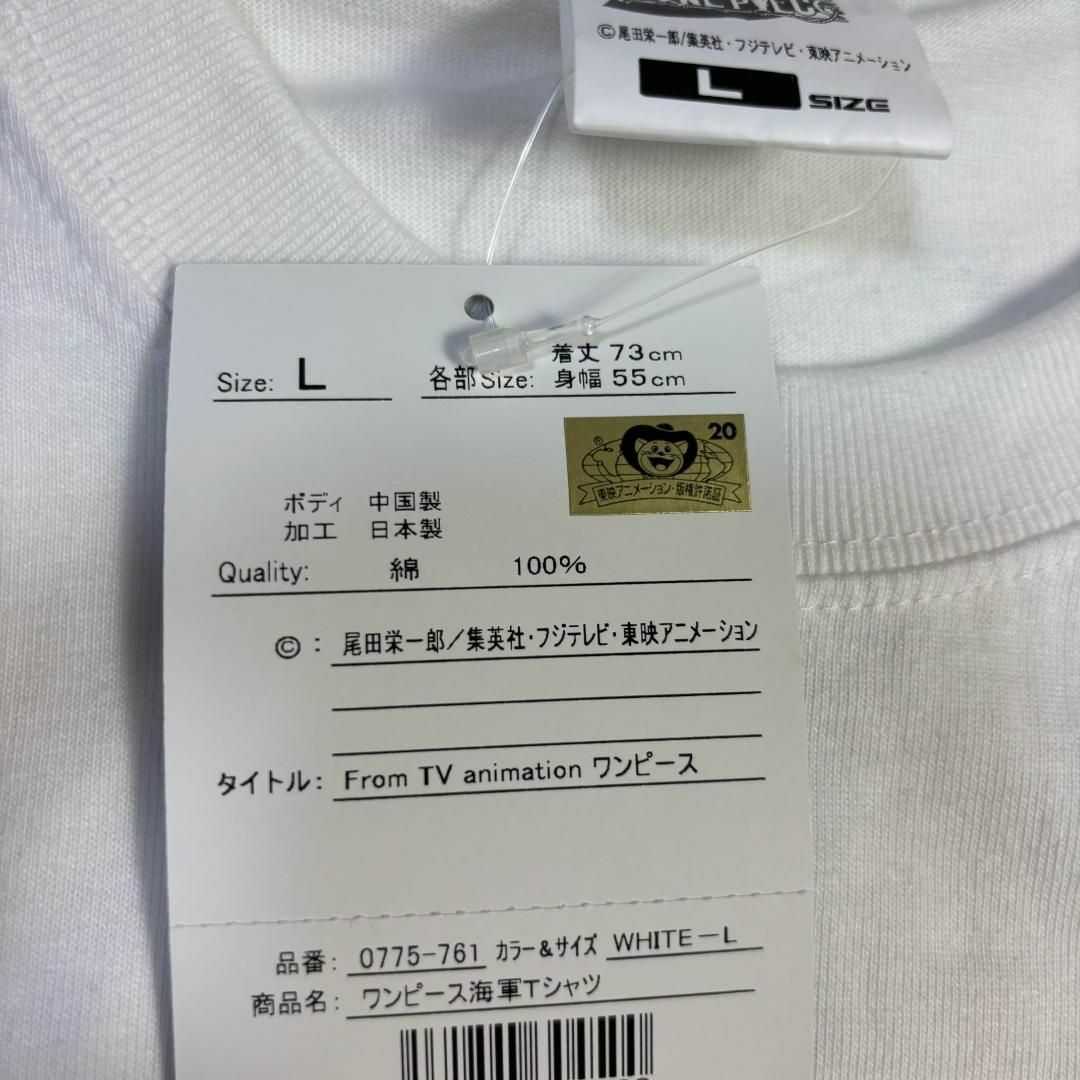 ©尾田栄一郎/集英社・フジテレビ・東映アニメーション
L SIZE
Size: L
各部Size: 着丈 73cm
身幅 55cm
20
®
東映アニメーション・版権許諾証
ボディ 中国製
加工 日本製
Quality: 綿 100%
©: 尾田栄一郎/集英社・フジテレビ・東映アニメーション
タイトル: From TV animation ワンピース
品番: 0775-761 カラー&サイズ WHITE-L
商品名: ワンピース海軍Tシャツ